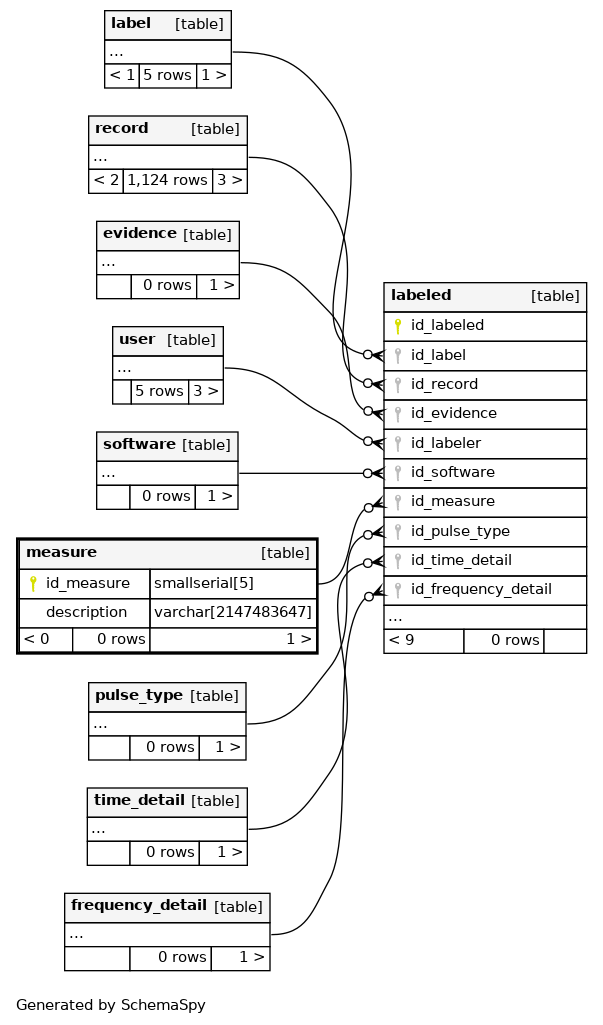 label [table]
...
< 1 5 rows 1 >
record [table]
...
< 2 1,124 rows 3 >
evidence [table]
...
0 rows 1 >
user [table]
...
5 rows 3 >
software [table]
...
0 rows 1 >
measure [table]
id_measure smallserial[5]
description varchar[2147483647]
< 0 0 rows 1 >
pulse_type [table]
...
0 rows 1 >
time_detail [table]
...
0 rows 1 >
frequency_detail [table]
...
0 rows 1 >
labeled [table]
id_labeled
id_label
id_record
id_evidence
id_labeler
id_software
id_measure
id_pulse_type
id_time_detail
id_frequency_detail
...
< 9 0 rows
Generated by SchemaSpy